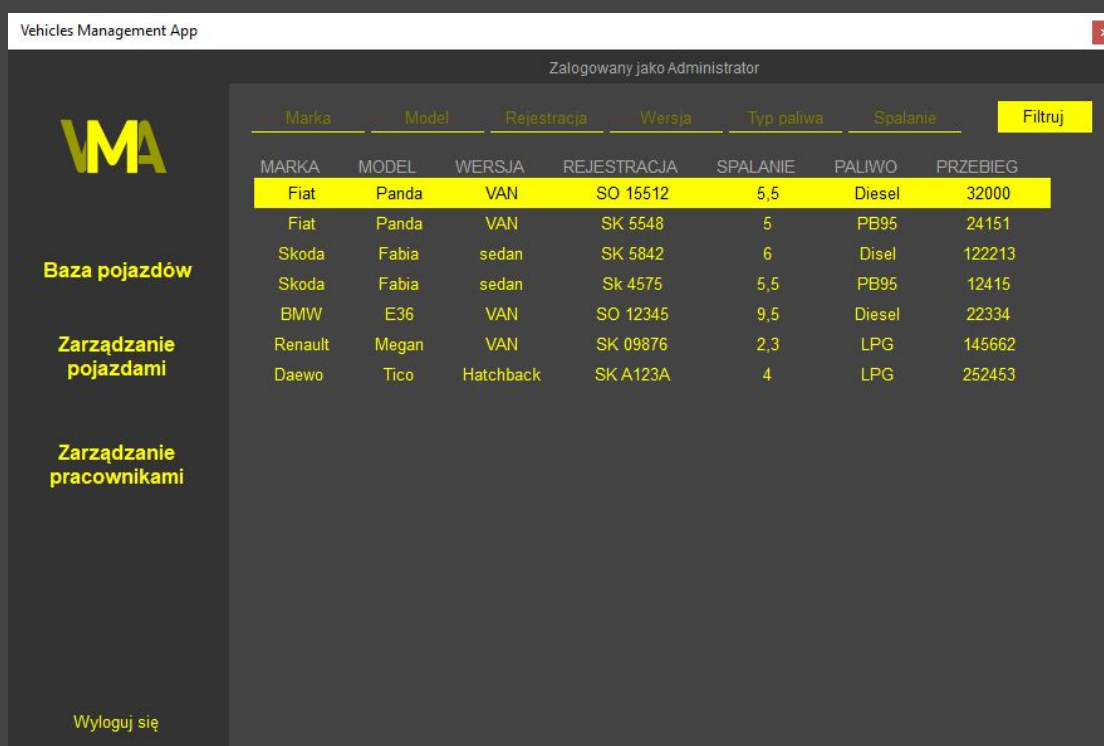 Vehicles Management App
Zalogowany jako Administrator
VMA
Marka Model Rejestracja Wersja Typ paliwa Spalanie Filtruj
MARKA MODEL WERSJA REJESTRACJA SPALANIE PALIWO PRZEBIEG
Fiat Panda VAN SO 15512 5,5 Diesel 32000
Fiat Panda VAN SK 5548 5 PB95 24151
Skoda Fabia sedan SK 5842 6 Disel 122213
Skoda Fabia sedan Sk 4575 5,5 PB95 12415
BMW E36 VAN SO 12345 9,5 Diesel 22334
Renault Megan VAN SK 09876 2,3 LPG 145662
Daewo Tico Hatchback SK A123A 4 LPG 252453
Baza pojazdów
Zarządzanie
pojazdami
Zarządzanie
pracownikami
Wyloguj się